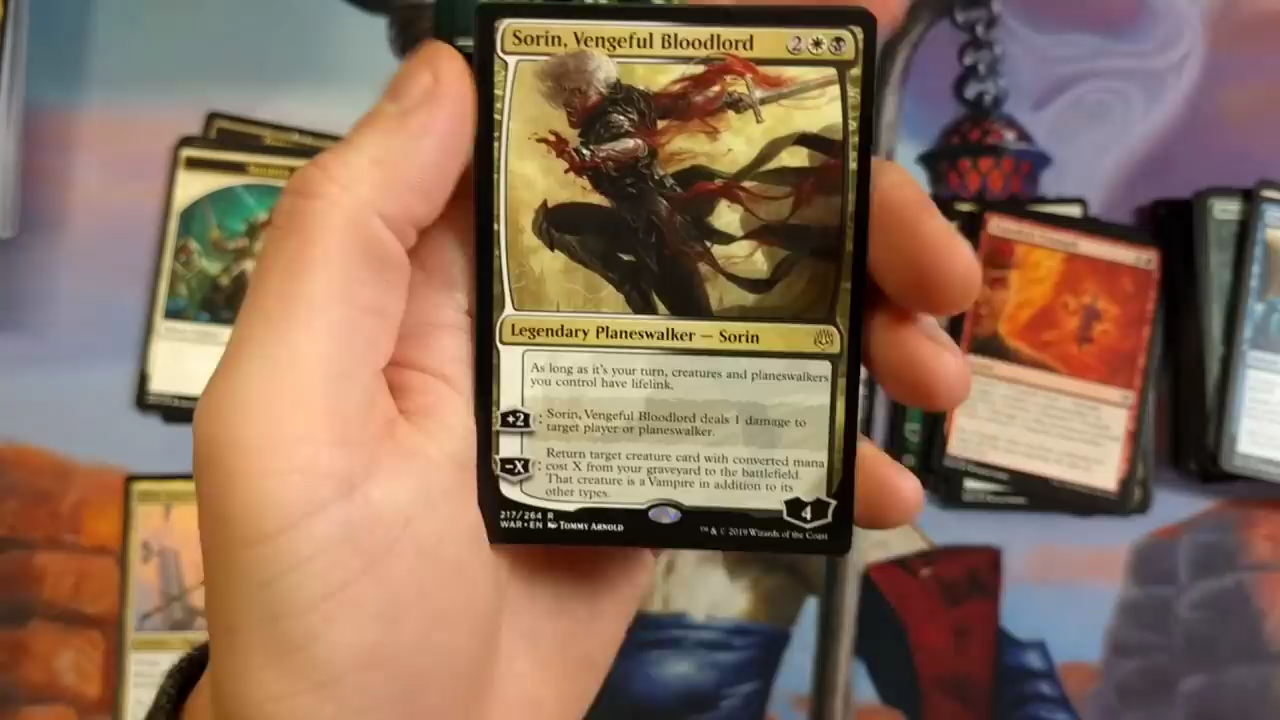 Sorin, Vengeful Bloodlord 2
Legendary Planeswalker — Sorin
As long as it's your turn, creatures and planeswalkers
you control have lifelink.
+2 : Sorin, Vengeful Bloodlord deals 1 damage to
target player or planeswalker.
Return target creature card with converted mana
-X : cost X from your graveyard to the battlefield.
That creature is a Vampire in addition to its
other types.
4
217/264 R
WAR • EN Tommy Arnold
™ & © 2019 Wizards of the Coast